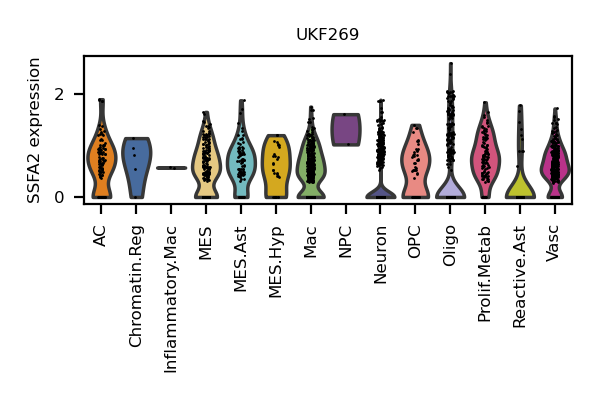 UKF269
SSFA2 expression
2
0
AC
Chromatin.Reg
Inflammatory.Mac
MES
MES.Ast
MES.Hyp
Mac
NPC
Neuron
OPC
Oligo
Prolif.Metab
Reactive.Ast
Vasc